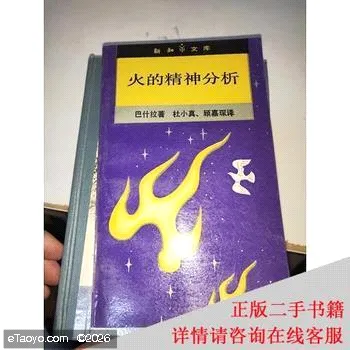 新知文库
火的精神分析
巴什拉著 杜小真、顾嘉琛译
正版二手书籍
详情请咨询在线客服
eTaoyo.com ©2026